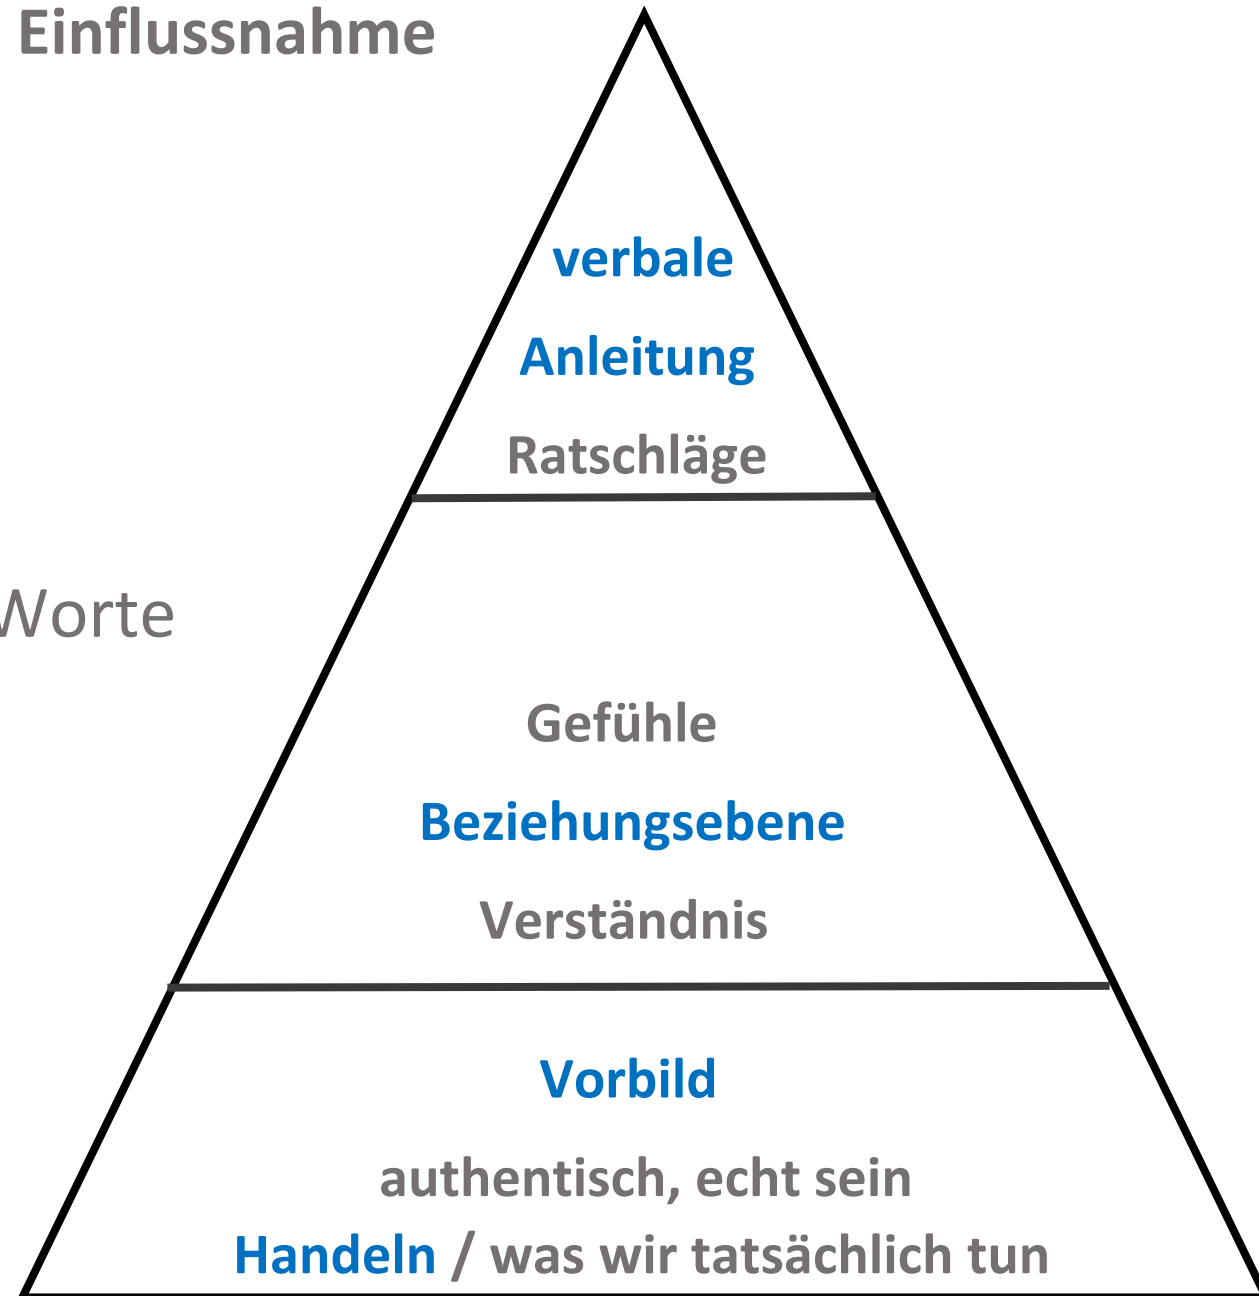 Einflussnahme
verbale
Anleitung
Ratschläge
Worte
Gefühle
Beziehungsebene
Verständnis
Vorbild
authentisch, echt sein
Handeln / was wir tatsächlich tun